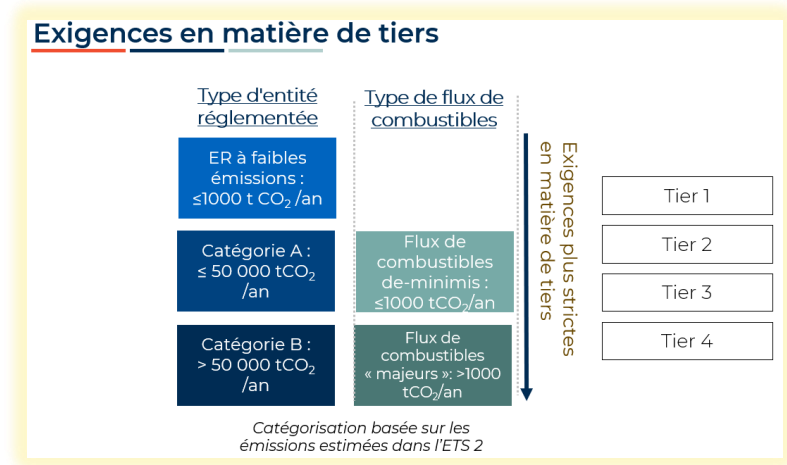 Exigences en matière de tiers
Type d'entité
réglementée
ER à faibles
émissions :
≤1000 t CO₂ /an
Catégorie A :
≤ 50 000 tCO₂
/an
Catégorie B :
> 50 000 tCO₂
/an
Type de flux de
combustibles
Flux de
combustibles
de-minimis :
≤1000 tCO₂/an
Flux de
combustibles
« majeurs »: >1000
tCO₂/an
Exigences plus strictes
en matière de tiers
Tier 1
Tier 2
Tier 3
Tier 4
Catégorisation basée sur les
émissions estimées dans l’ETS 2